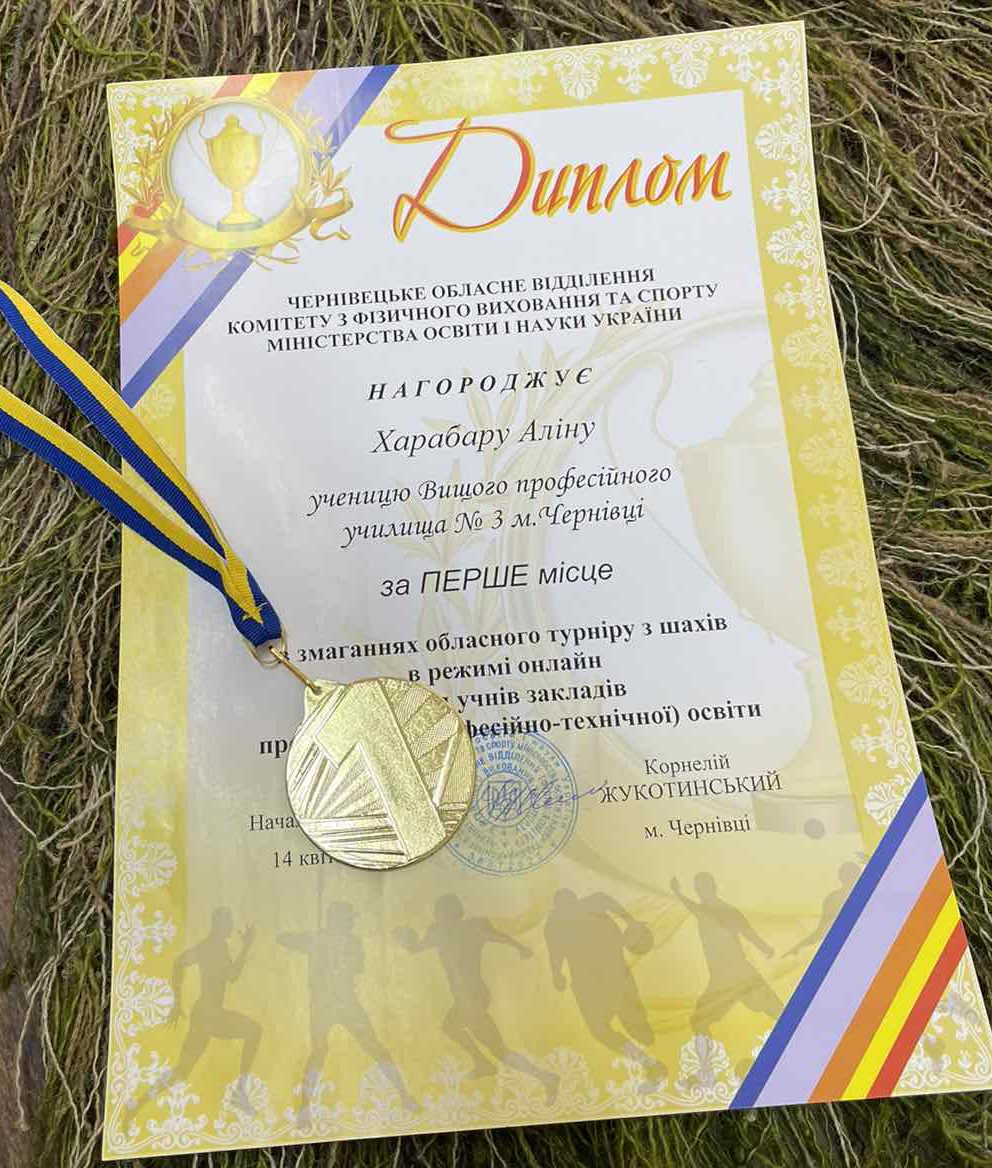 Диплом
ЧЕРНІВЕЦЬКЕ ОБЛАСНЕ ВІДДІЛЕННЯ
КОМІТЕТУ З ФІЗИЧНОГО ВИХОВАННЯ ТА СПОРТУ
МІНІСТЕРСТВА ОСВІТИ І НАУКИ УКРАЇНИ
НАГОРОДЖУЄ
Харабару Аліну
ученицю Вищого професійного
училища № 3 м.Чернівці
за ПЕРШЕ місце
змаганнях обласного турніру з шахів
в режимі онлайн
учнів закладів
освіти
Корнелій
ЖУКОТИНСЬКИЙ
м. Чернівці
14
1